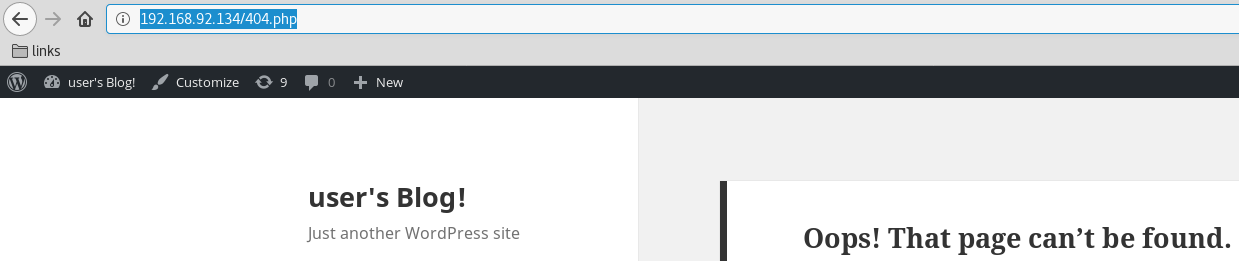 192.168.92.134/404.php
links
user's Blog! Customize 9 0 New
user's Blog!
Just another WordPress site
Oops! That page can’t be found.